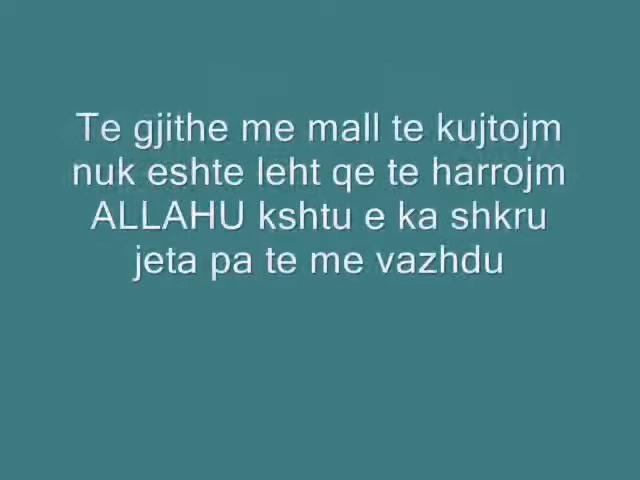 Te gjithe me mall te kujtojm
nuk eshte leht qe te harrojm
ALLAHU kshtu e ka shkru
jeta pa te me vazhdu